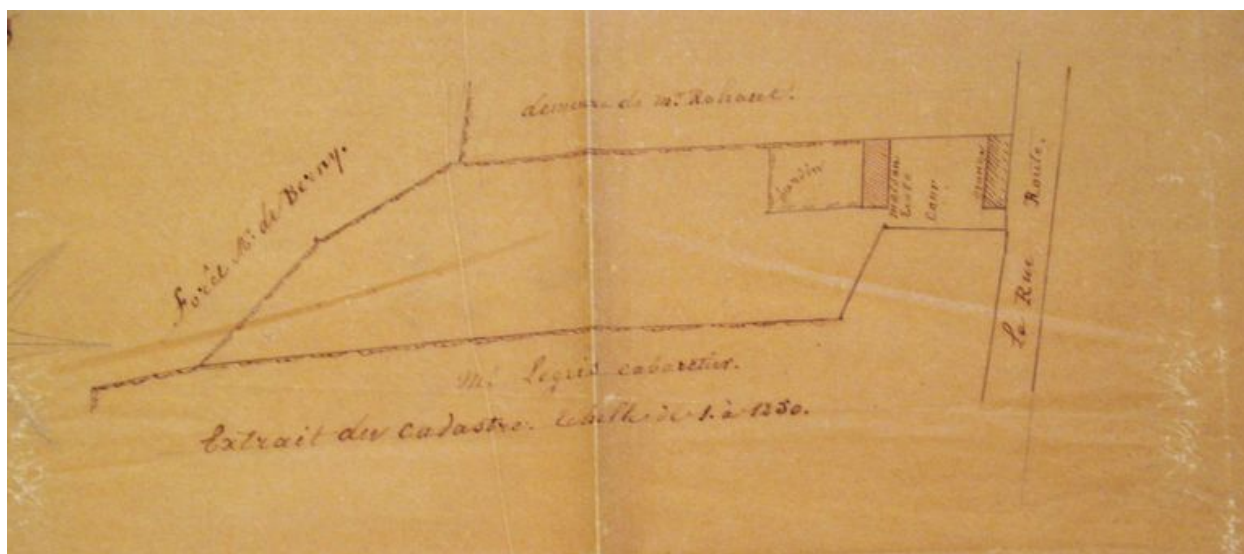 demeure de Mr. Rohaut.
Forêt Mr. de Berny.
Jardin
maison
Cour
Grange
La Rue Route.
Mr. Legris cabaretier.
Extrait du Cadastre. Echelle de 1. à 1250.